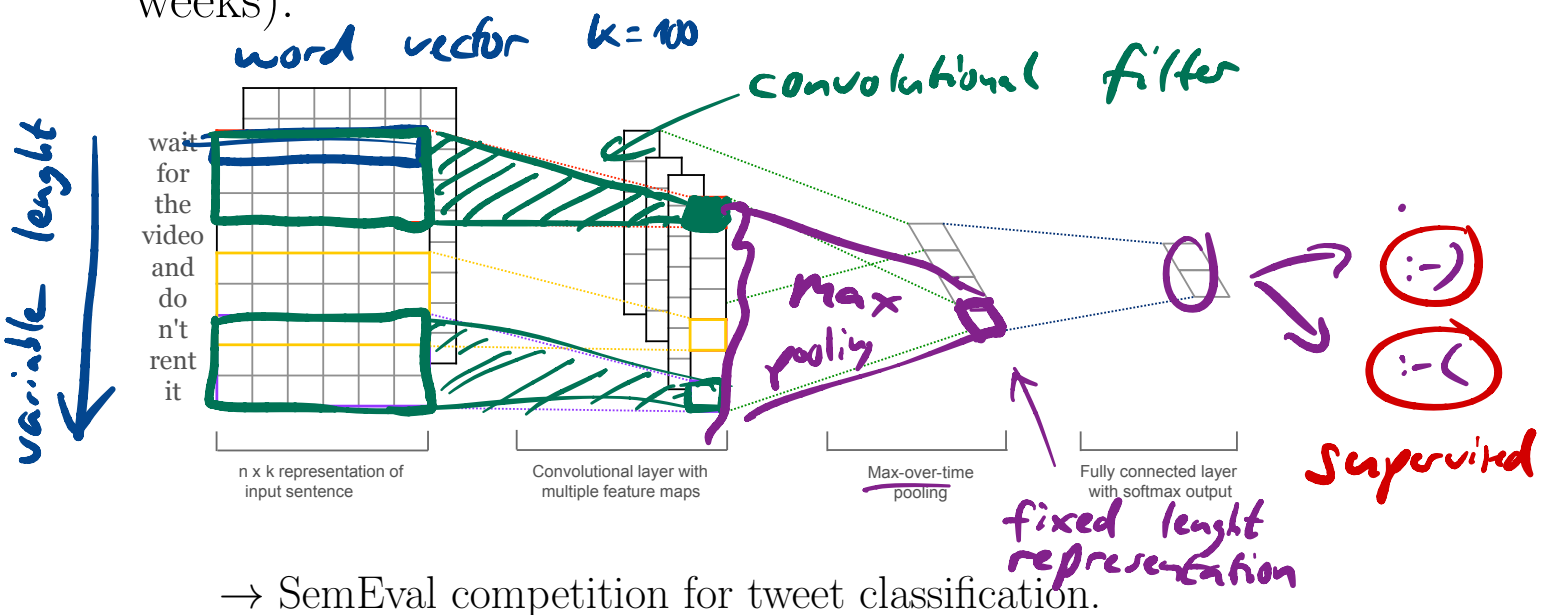 weeks).
word vector k=100
convolutional filter
variable lenght
wait
for
the
video
and
do
n't
rent
it
max
pooling
:-)
:-(
supervised
n x k representation of
input sentence
Convolutional layer with
multiple feature maps
Max-over-time
pooling
Fully connected layer
with softmax output
fixed lenght
representation
→ SemEval competition for tweet classification.